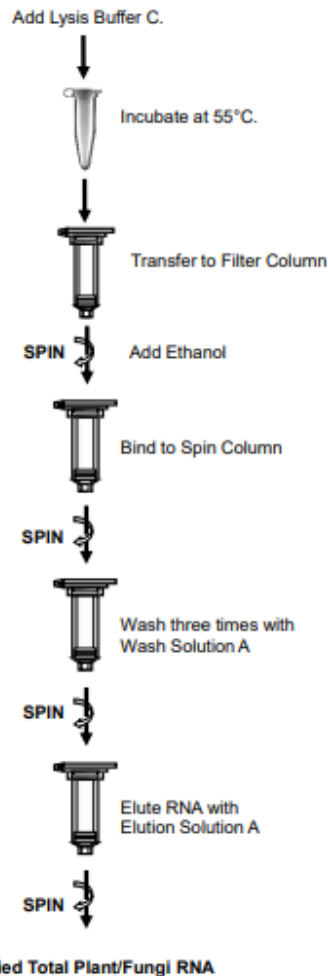 Add Lysis Buffer C.
Incubate at 55°C.
Transfer to Filter Column
SPIN
Add Ethanol
Bind to Spin Column
SPIN
Wash three times with
Wash Solution A
SPIN
Elute RNA with
Elution Solution A
SPIN
Total Plant/Fungi RNA